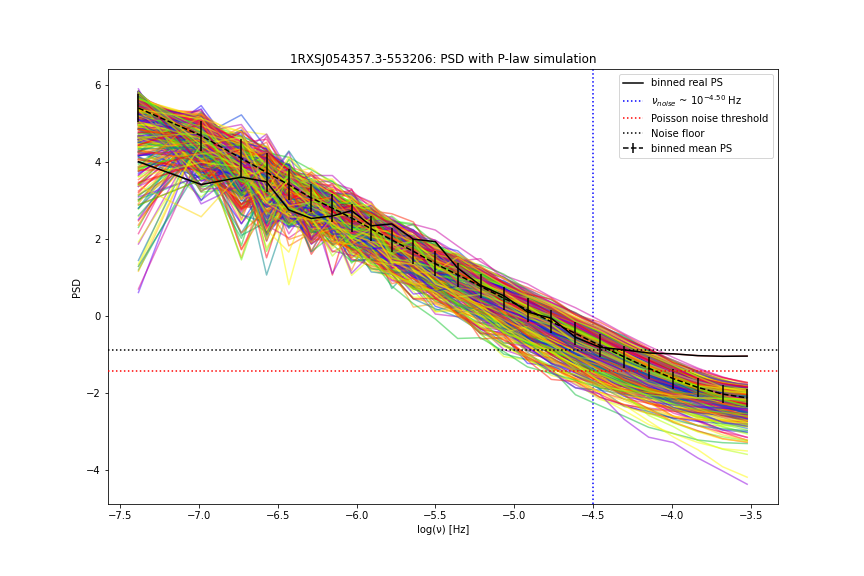 1RXSJ054357.3-553206: PSD with P-law simulation
binned real PS
ν_noise ~ 10^−4.50 Hz
Poisson noise threshold
Noise floor
binned mean PS
PSD
6
4
2
0
−2
−4
−7.5 −7.0 −6.5 −6.0 −5.5 −5.0 −4.5 −4.0 −3.5
log(ν) [Hz]